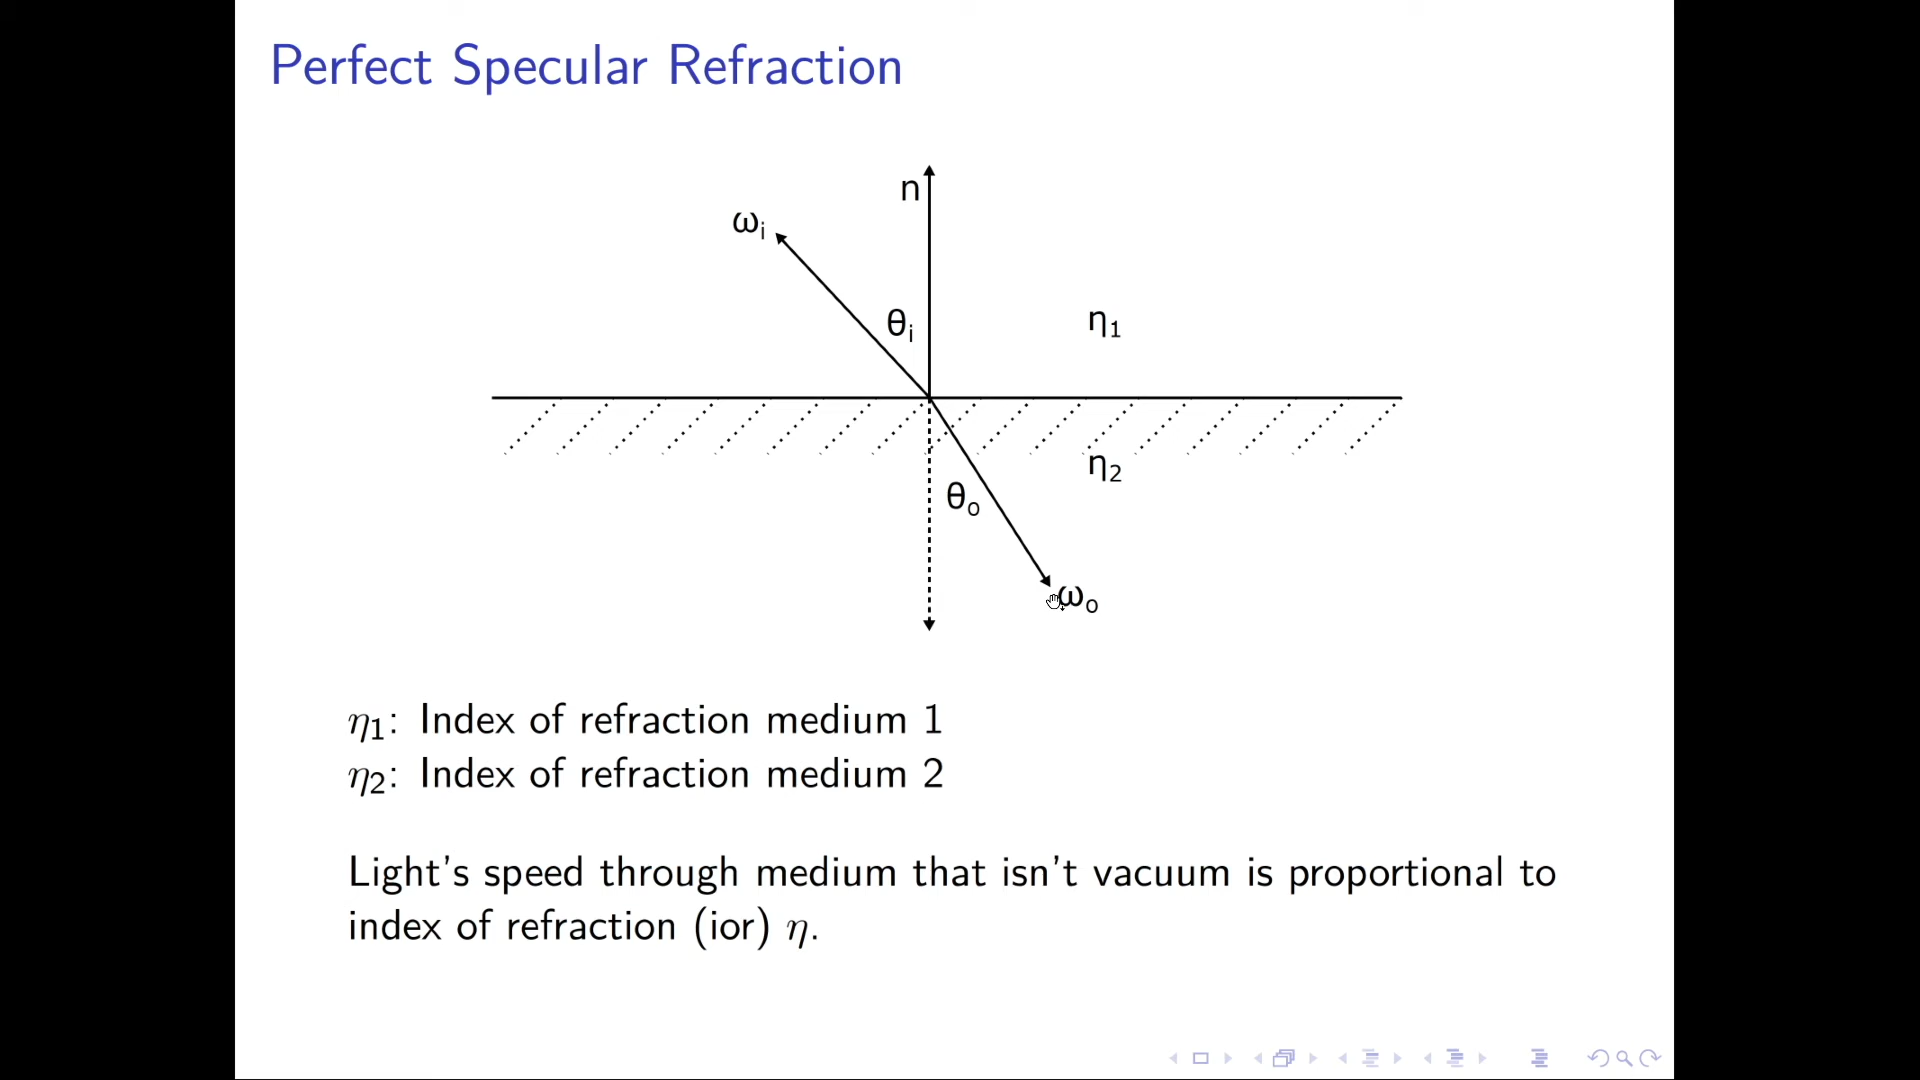 Perfect Specular Refraction
n
ωi
θi
η1
η2
θo
ωo
η1: Index of refraction medium 1
η2: Index of refraction medium 2
Light's speed through medium that isn't vacuum is proportional to
index of refraction (ior) η.